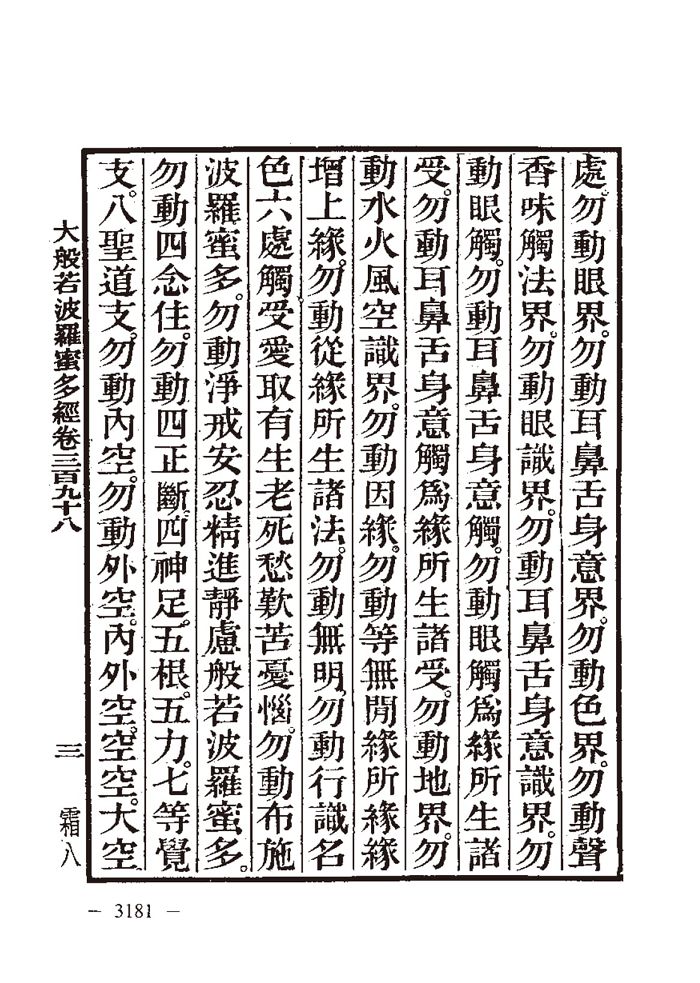 處。勿動眼界。勿動耳鼻舌身意界。勿動色界。勿動聲
香味觸法界。勿動眼識界。勿動耳鼻舌身意識界。勿
動眼觸。勿動耳鼻舌身意觸。勿動眼觸爲緣所生諸
受。勿動耳鼻舌身意觸爲緣所生諸受。勿動地界。勿
動水火風空識界。勿動因緣。勿動等無閒緣所緣緣
增上緣。勿動從緣所生諸法。勿動無明。勿動行識名
色六處觸受愛取有生老死愁歎苦憂惱。勿動布施
波羅蜜多。勿動淨戒安忍精進靜慮般若波羅蜜多。
勿動四念住。勿動四正斷。四神足。五根。五力。七等覺
支。八聖道支。勿動內空。勿動外空。內外空。空空。大空
大般若波羅蜜多經卷三百九十八
三
霜八
— 3181 —